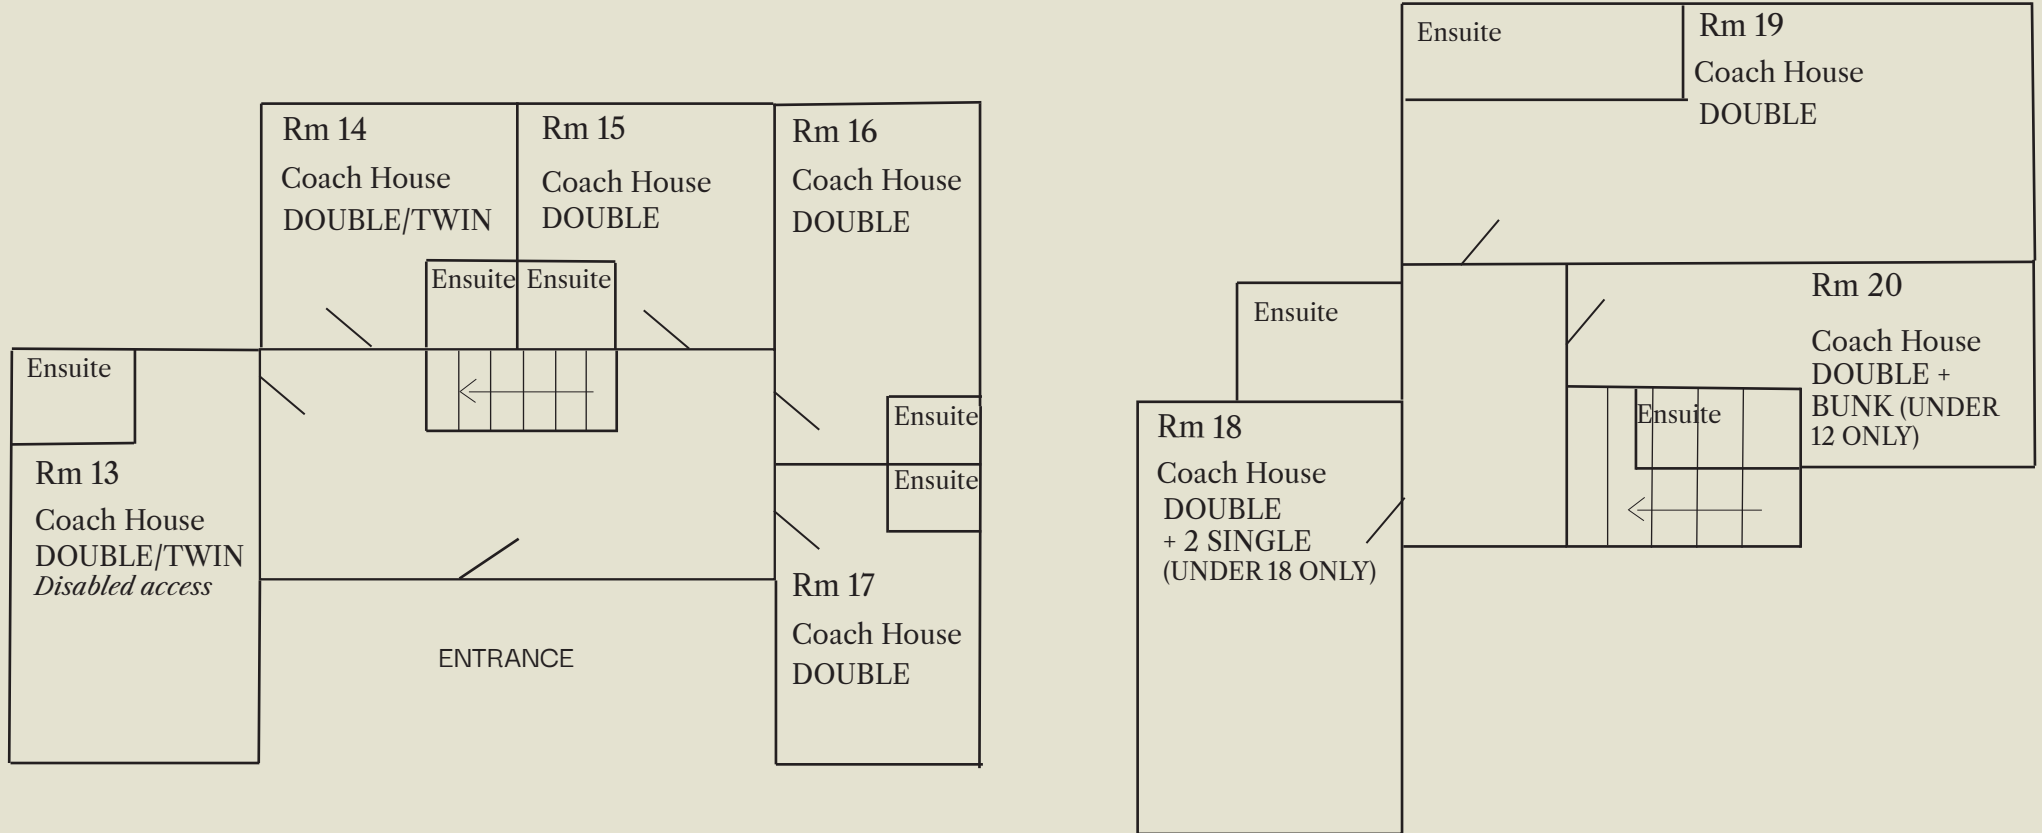 Rm 14
Coach House
DOUBLE/TWIN
Ensuite
Rm 15
Coach House
DOUBLE
Ensuite
Rm 16
Coach House
DOUBLE
Ensuite
Ensuite
Rm 13
Coach House
DOUBLE/TWIN
Disabled access
Ensuite
Rm 17
Coach House
DOUBLE
ENTRANCE
Ensuite
Rm 19
Coach House
DOUBLE
Ensuite
Rm 18
Coach House
DOUBLE
+ 2 SINGLE
(UNDER 18 ONLY)
Rm 20
Coach House
DOUBLE +
BUNK (UNDER
12 ONLY)
Ensuite